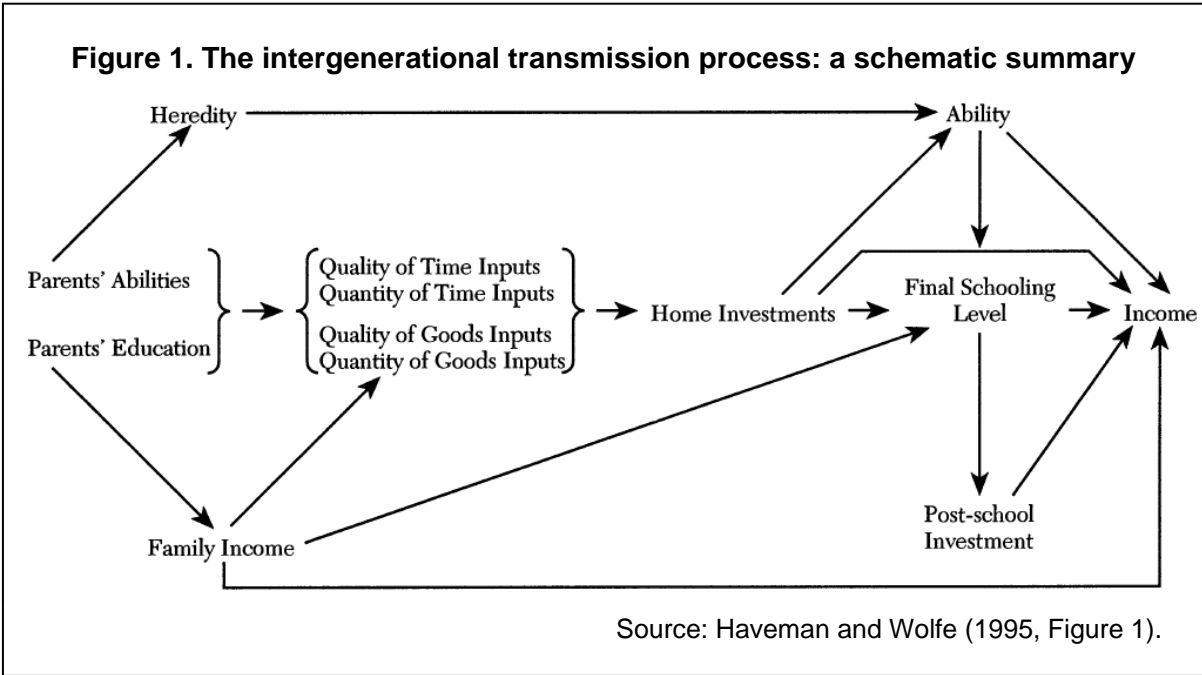 Figure 1. The intergenerational transmission process: a schematic summary
Heredity
Ability
Parents' Abilities
Parents' Education
Quality of Time Inputs
Quantity of Time Inputs
Quality of Goods Inputs
Quantity of Goods Inputs
Home Investments
Final Schooling
Level
Income
Family Income
Post-school
Investment
Source: Haveman and Wolfe (1995, Figure 1).